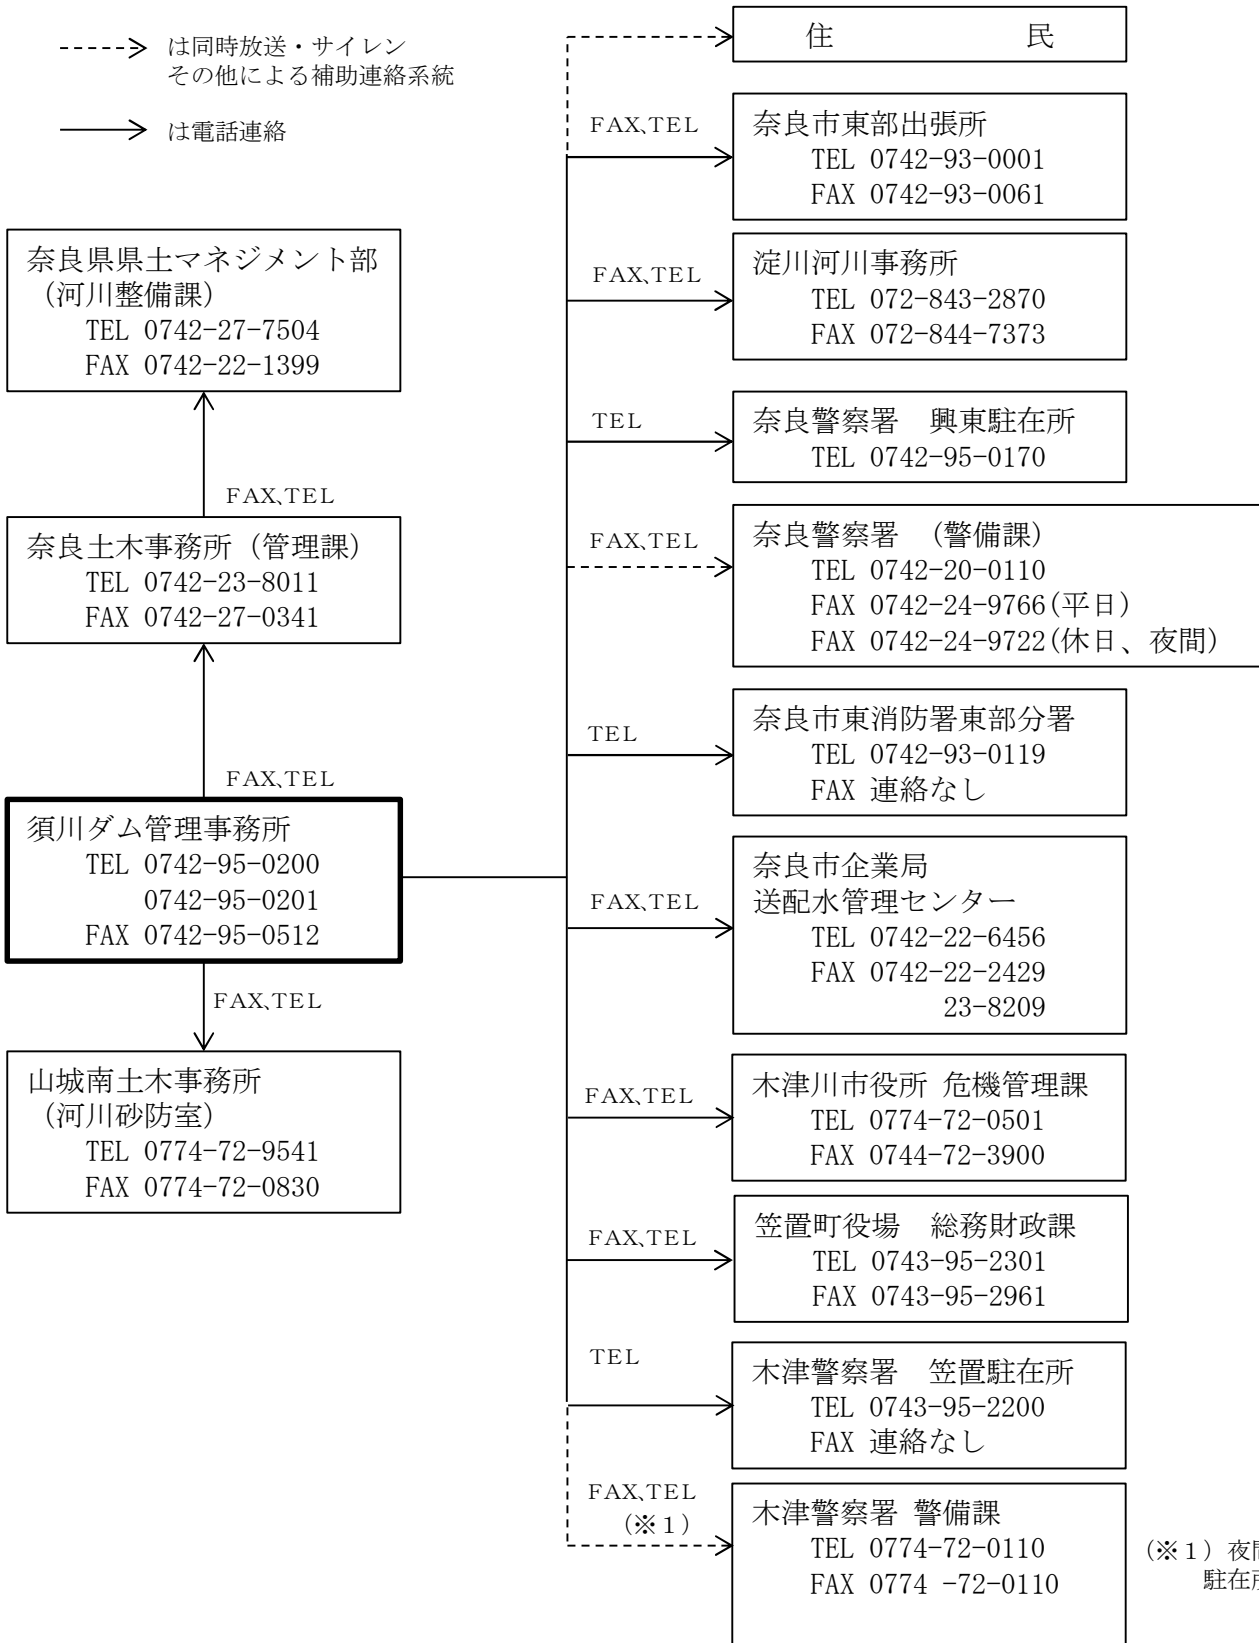 は同時放送・サイレン
その他による補助連絡系統
は電話連絡
奈良県県土マネジメント部
（河川整備課）
TEL 0742-27-7504
FAX 0742-22-1399
FAX、TEL
奈良土木事務所（管理課）
TEL 0742-23-8011
FAX 0742-27-0341
FAX、TEL
須川ダム管理事務所
TEL 0742-95-0200
0742-95-0201
FAX 0742-95-0512
FAX、TEL
山城南土木事務所
（河川砂防室）
TEL 0774-72-9541
FAX 0774-72-0830
住　　　　民
FAX、TEL
奈良市東部出張所
TEL 0742-93-0001
FAX 0742-93-0061
FAX、TEL
淀川河川事務所
TEL 072-843-2870
FAX 072-844-7373
TEL
奈良警察署　興東駐在所
TEL 0742-95-0170
FAX、TEL
奈良警察署　（警備課）
TEL 0742-20-0110
FAX 0742-24-9766(平日)
FAX 0742-24-9722(休日、夜間)
TEL
奈良市東消防署東部分署
TEL 0742-93-0119
FAX 連絡なし
FAX、TEL
奈良市企業局
送配水管理センター
TEL 0742-22-6456
FAX 0742-22-2429
23-8209
FAX、TEL
木津川市役所 危機管理課
TEL 0774-72-0501
FAX 0744-72-3900
FAX、TEL
笠置町役場　総務財政課
TEL 0743-95-2301
FAX 0743-95-2961
TEL
木津警察署　笠置駐在所
TEL 0743-95-2200
FAX 連絡なし
FAX、TEL
（※１）
木津警察署 警備課
TEL 0774-72-0110
FAX 0774 -72-0110
（※１）夜
駐在